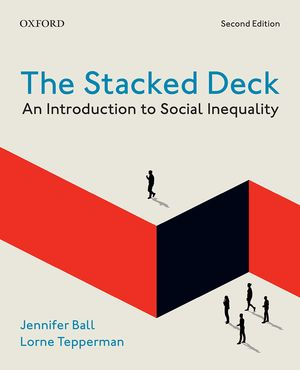 OXFORD
Second Edition
The Stacked Deck
An Introduction to Social Inequality
Jennifer Ball
Lorne Tepperman